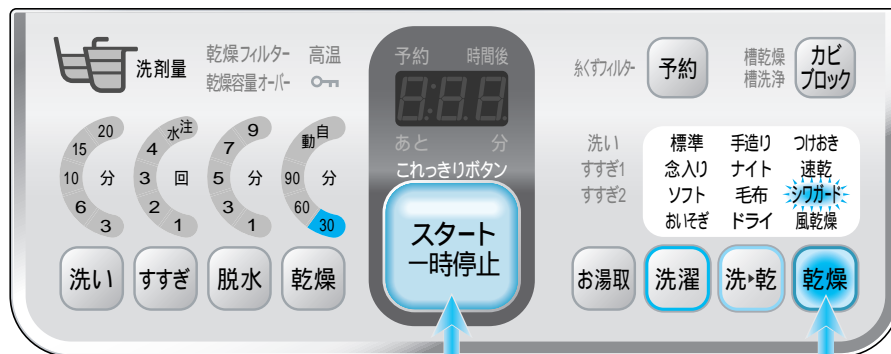 洗剤量
乾燥フィルター 高温
乾燥容量オーバー
20
15
10 分
6
3
水注
4
3 回
2
1
9
7
5 分
3
1
自動
90 分
60
30
洗い
すすぎ
脱水
乾燥
予約 時間後
8:88
あと 分
これっきりボタン
スタート
一時停止
糸くずフィルター
予約
槽乾燥
槽洗浄
カビ
ブロック
洗い
すすぎ1
すすぎ2
標準 手造り つけおき
念入り ナイト 速乾
ソフト 毛布 シワガード
おいそぎ ドライ 風乾燥
お湯取
洗濯
洗▸乾
乾燥